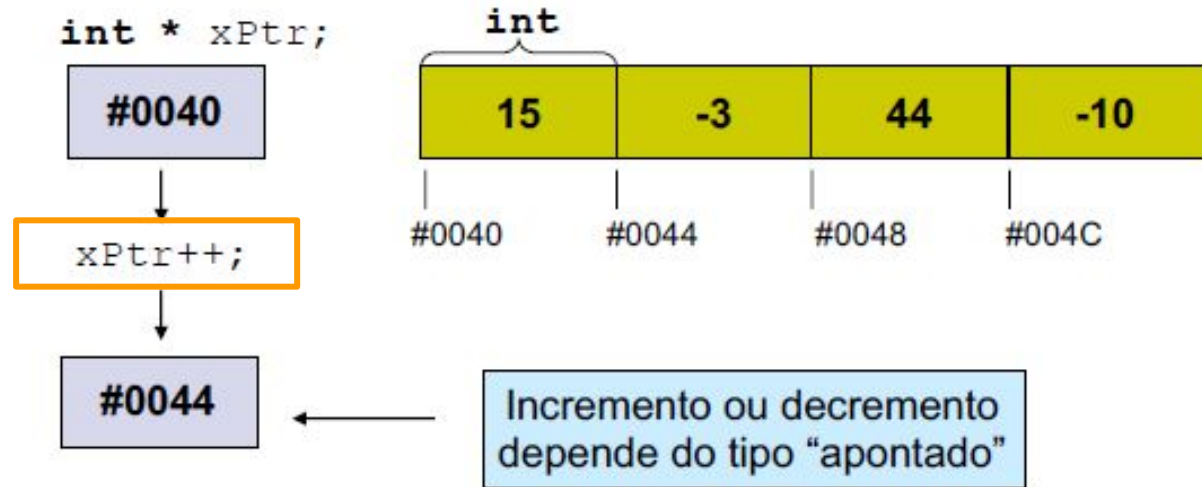 int * xPtr;
int
#0040
15 -3 44 -10
#0040 #0044 #0048 #004C
xPtr++;
#0044
Incremento ou decremento
depende do tipo “apontado”